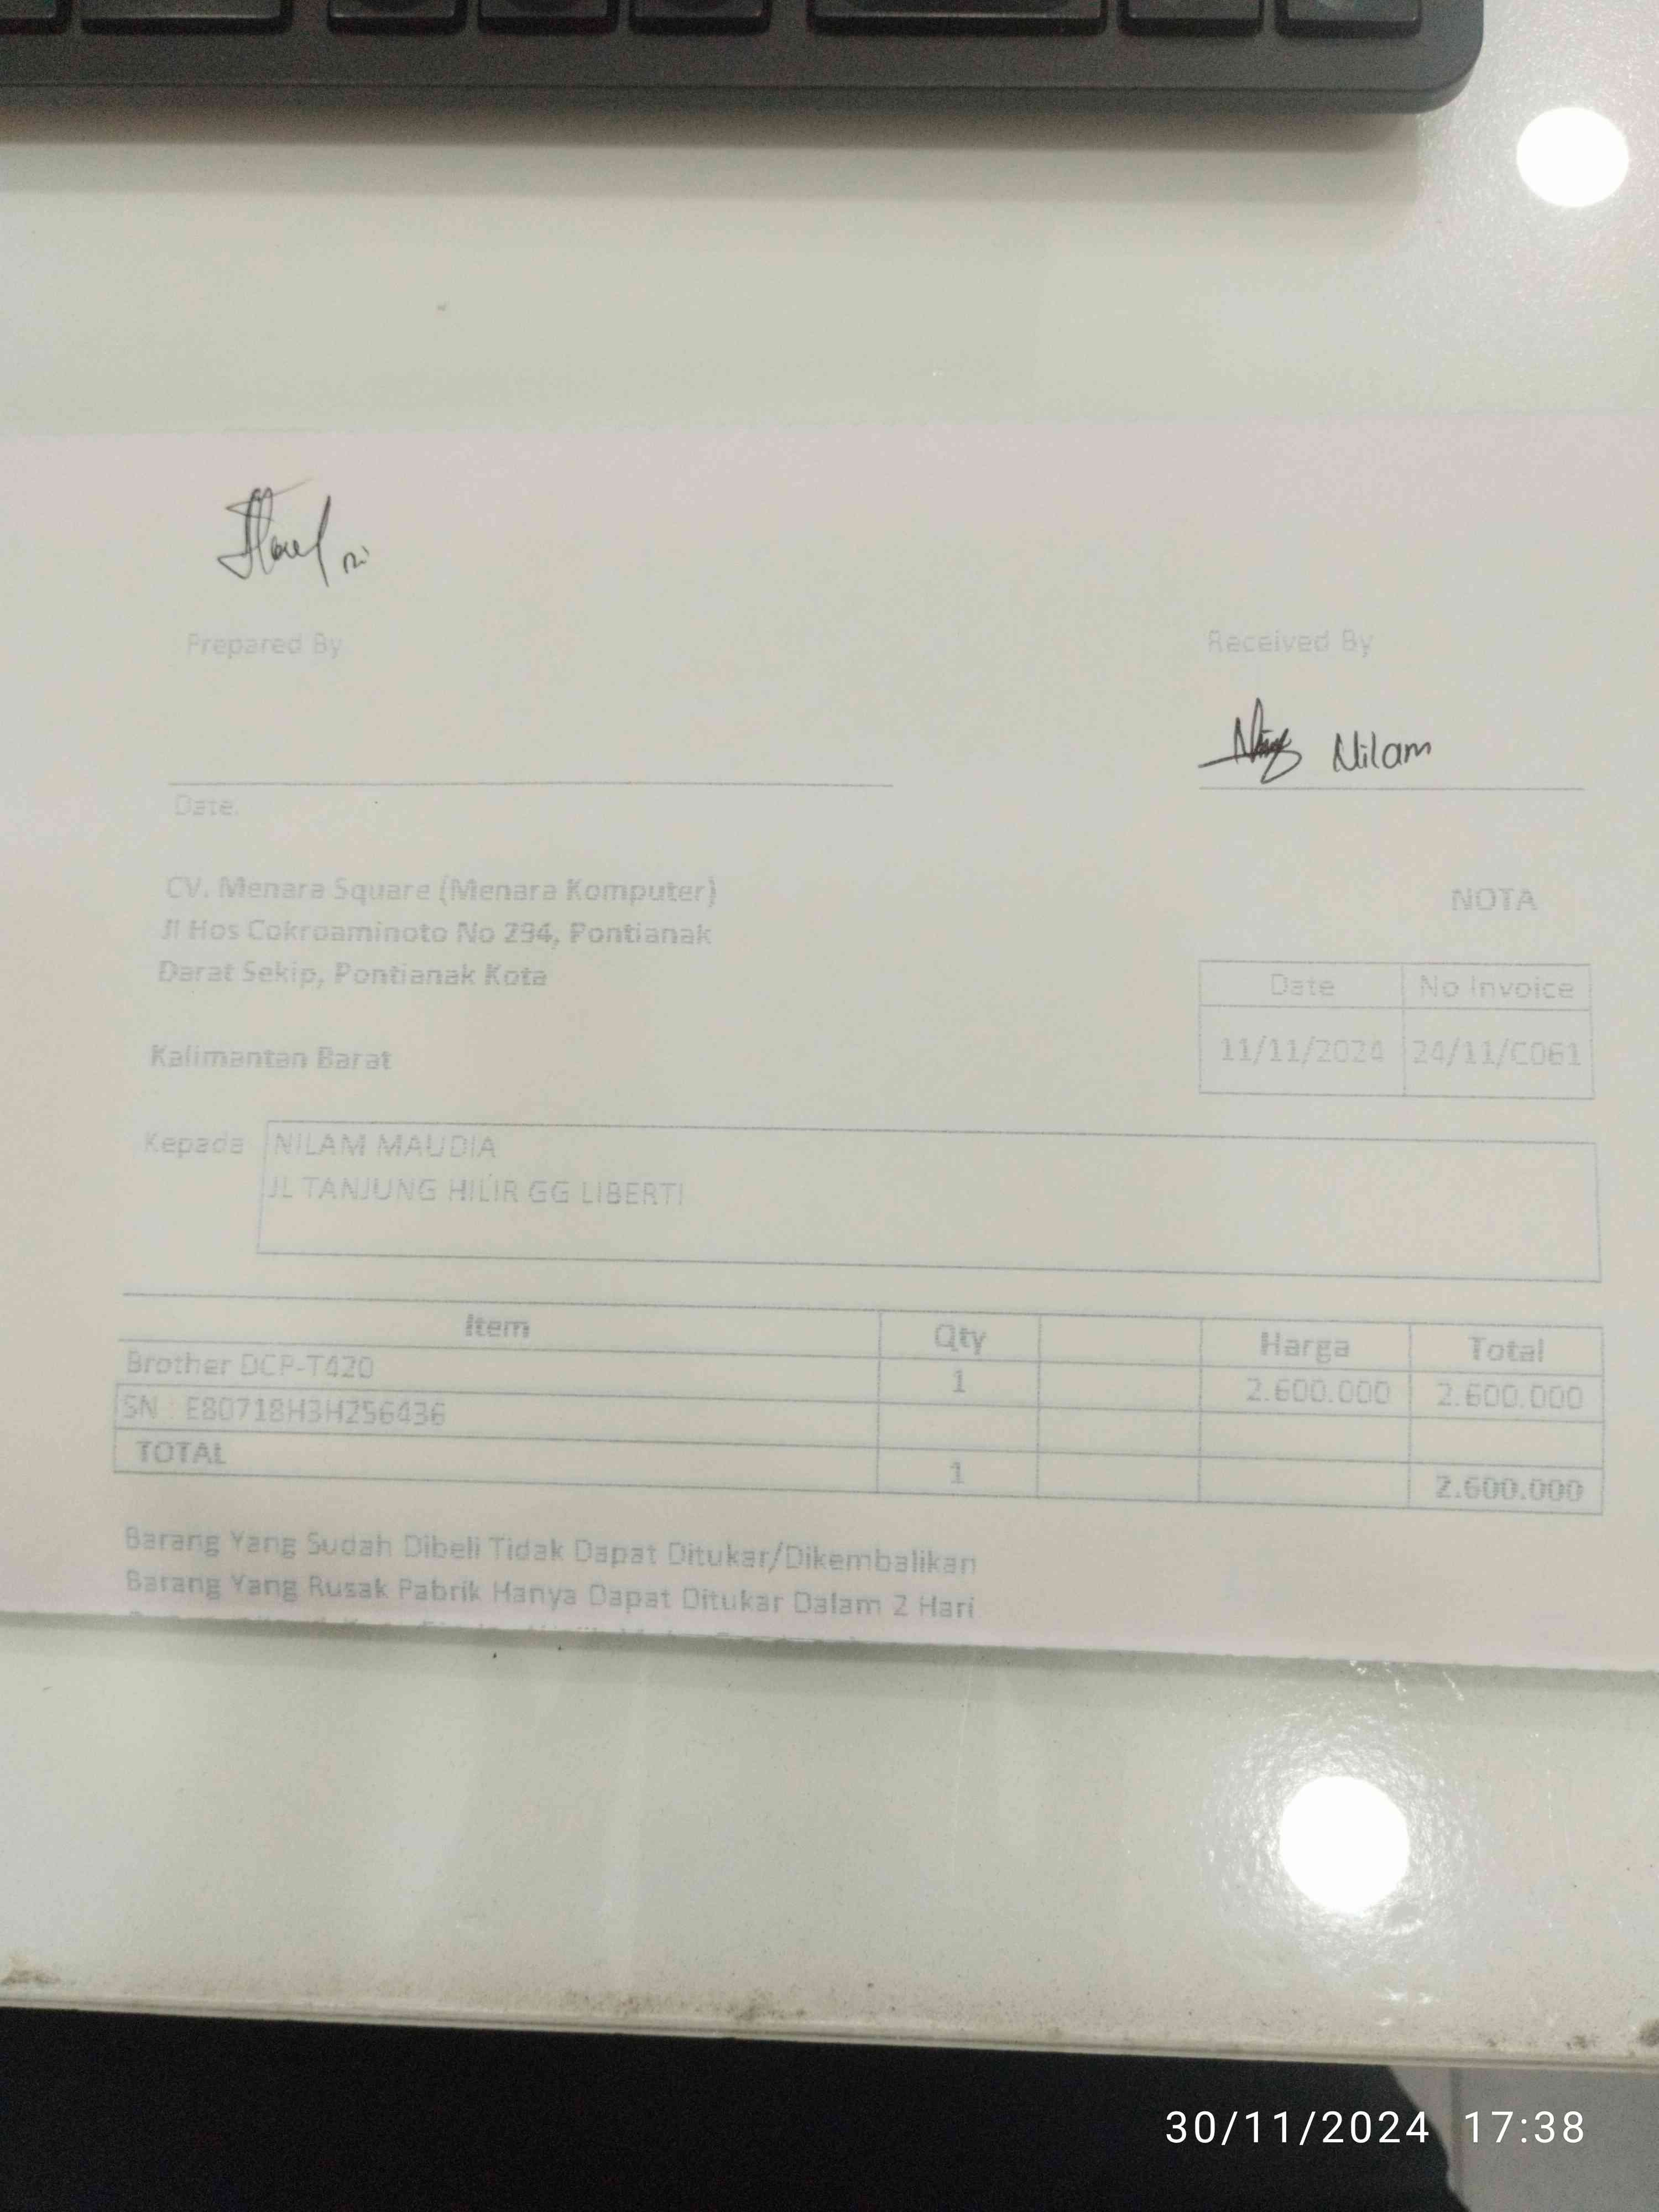 Prepared By
Received By
Nilam
Date:
CV. Menara Square (Menara Komputer)
Jl Hos Cokroaminoto No 294, Pontianak
Darat Sekip, Pontianak Kota
Kalimantan Barat
NOTA
Date No Invoice
11/11/2024 24/11/C061
Kepada NILAM MAUDIA
JL TANJUNG HILIR GG LIBERTI
Item Qty Harga Total
Brother DCP-T420 1 2.600.000 2.600.000
SN : E80718H3H256436
TOTAL 1 2.600.000
Barang Yang Sudah Dibeli Tidak Dapat Ditukar/Dikembalikan
Barang Yang Rusak Pabrik Hanya Dapat Ditukar Dalam 2 Hari
30/11/2024 17:38